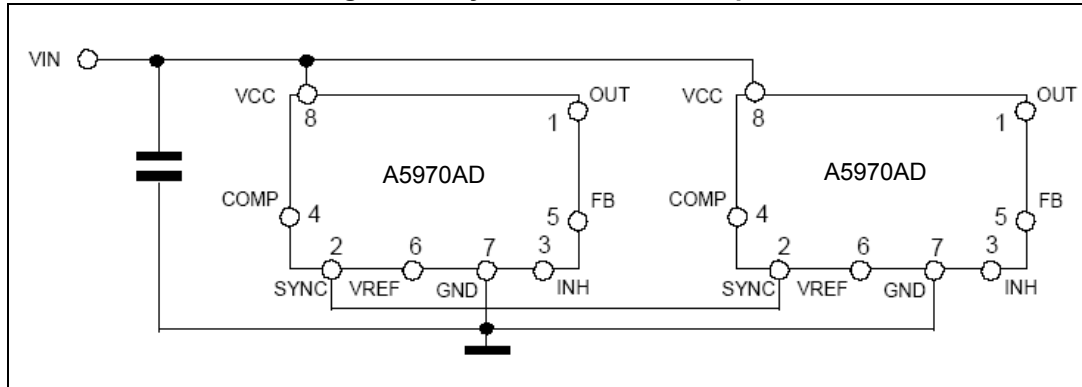 VIN
VCC
8
OUT
1
A5970AD
COMP
4
FB
5
2
6
7
3
SYNC
VREF
GND
INH
VCC
8
OUT
1
A5970AD
COMP
4
FB
5
2
6
7
3
SYNC
VREF
GND
INH